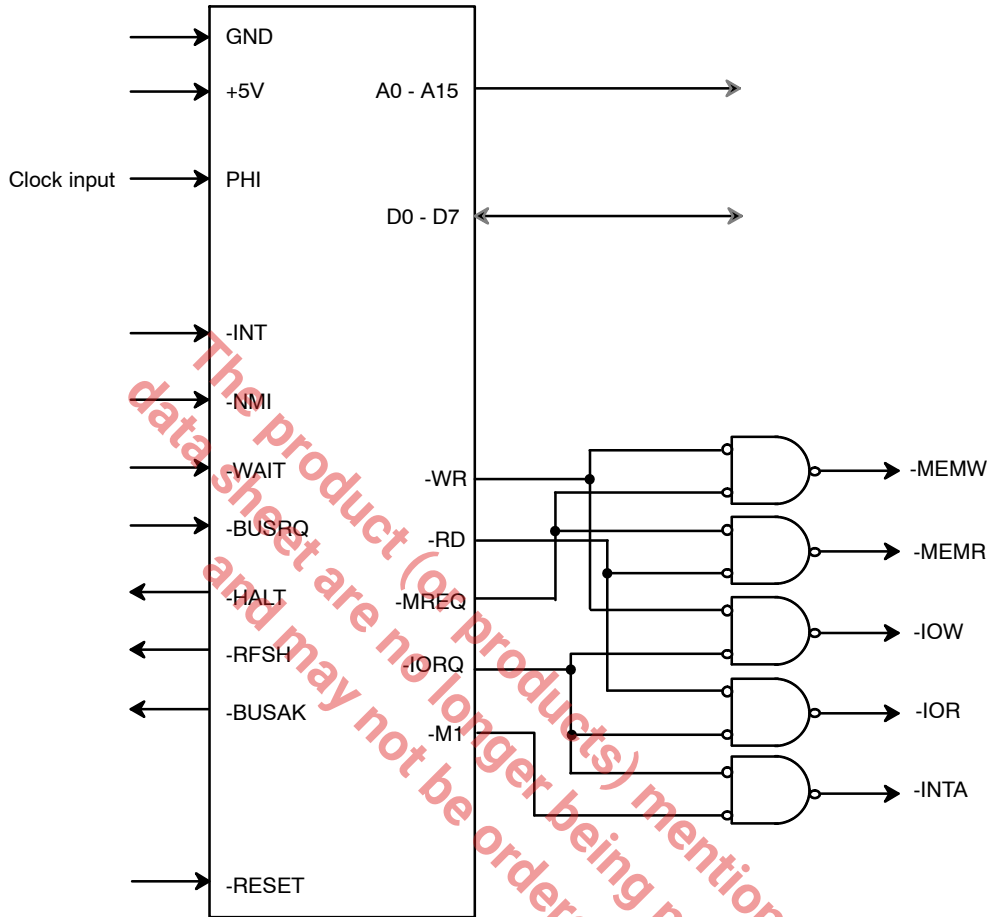 GND
+5V
A0 - A15
Clock input
PHI
D0 - D7
-INT
-NMI
-WAIT
-BUSRQ
-HALT
-RFSH
-BUSAK
-RESET
-WR
-RD
-MREQ
-IORQ
-M1
-MEMW
-MEMR
-IOW
-IOR
-INTA
The product (or products) mention
data sheet are no longer being
and may not be order